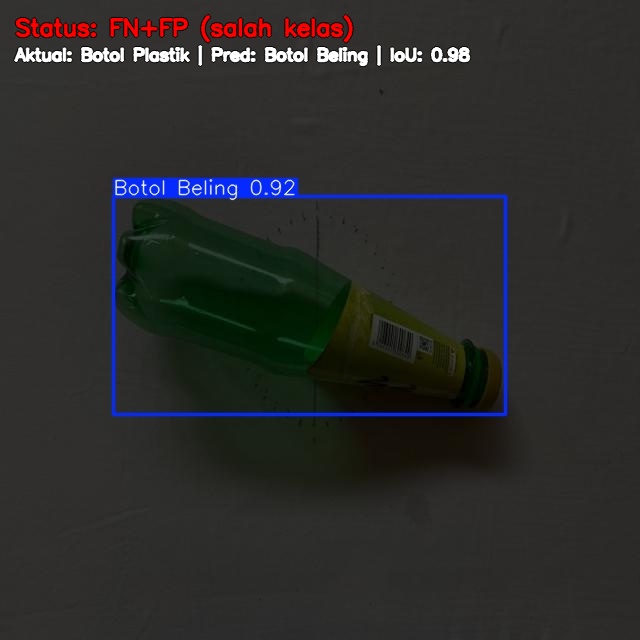 Status: FN+FP (salah kelas)
Aktual: Botol Plastik | Pred: Botol Beling | IoU: 0.98
Botol Beling 0.92